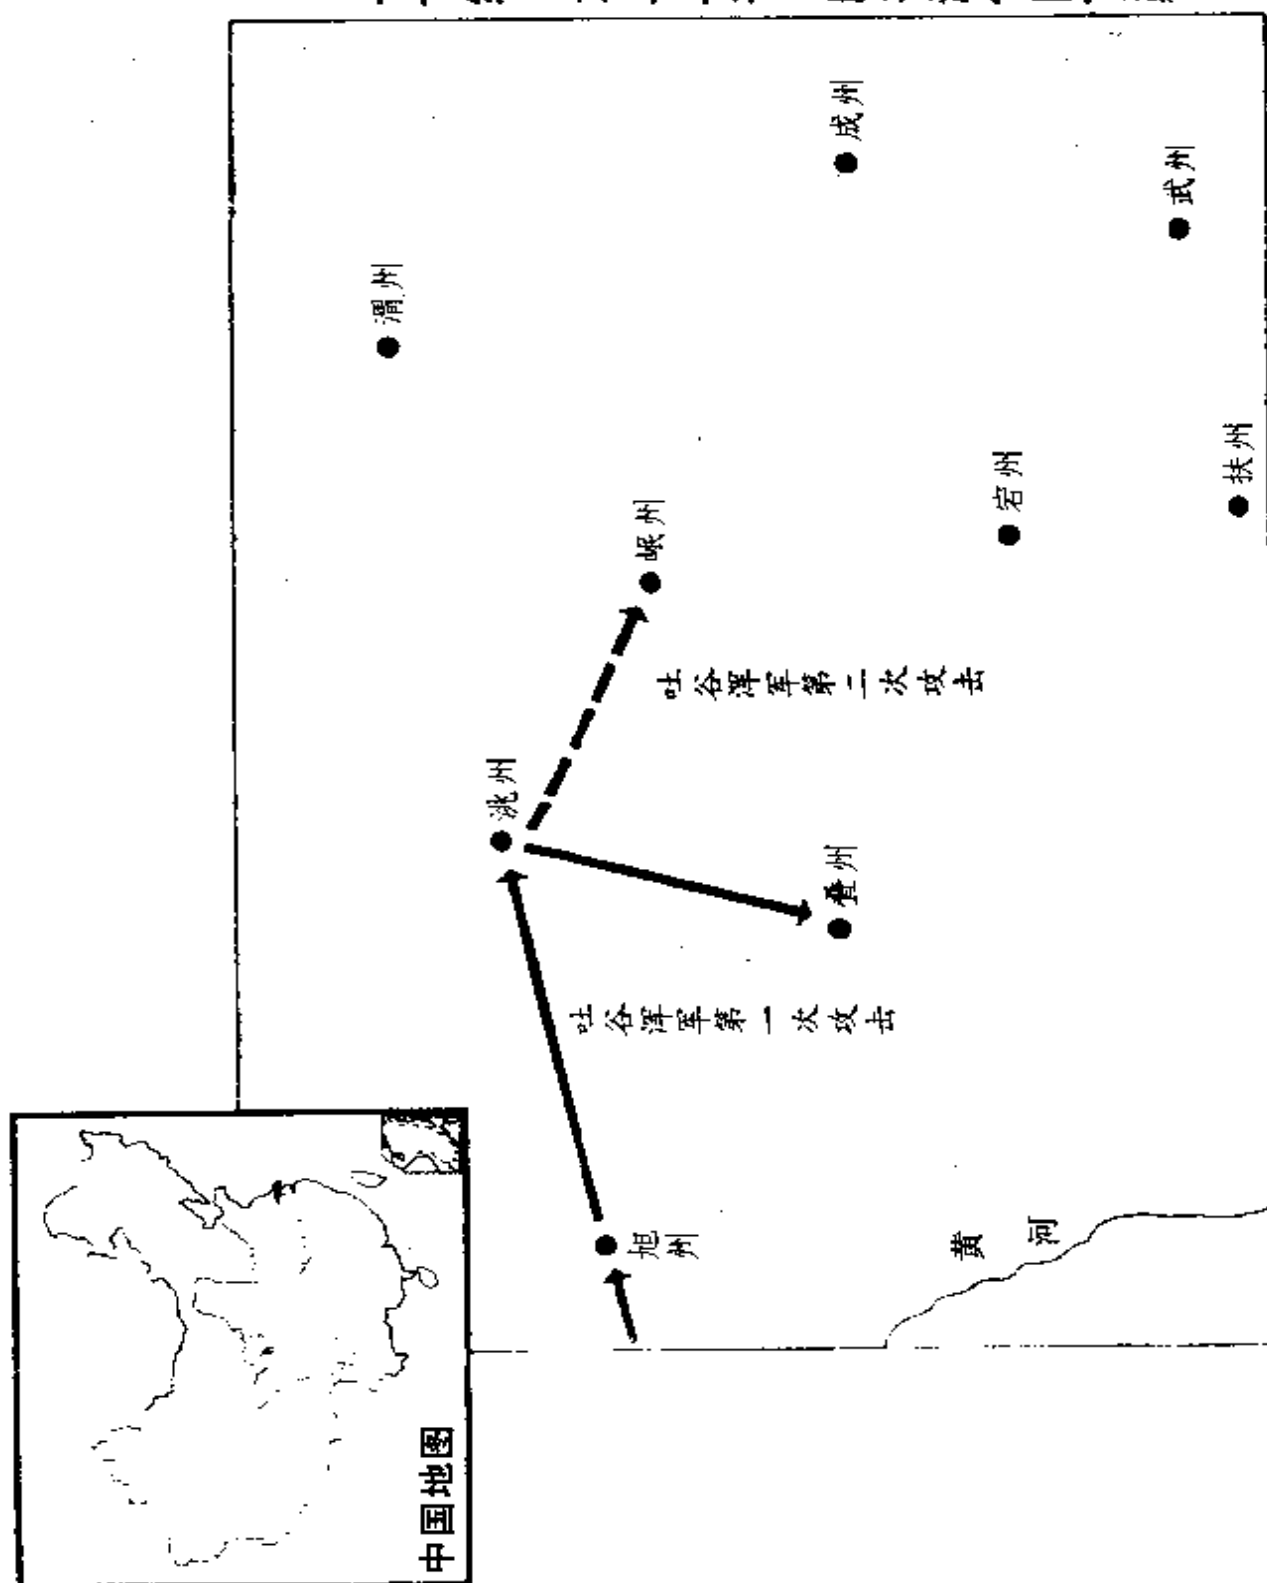 渭州
成州
武州
洮州
岷州
宕州
扶州
叠州
旭州
吐谷浑军第二次攻击
吐谷浑军第一次攻击
黄河
中国地图